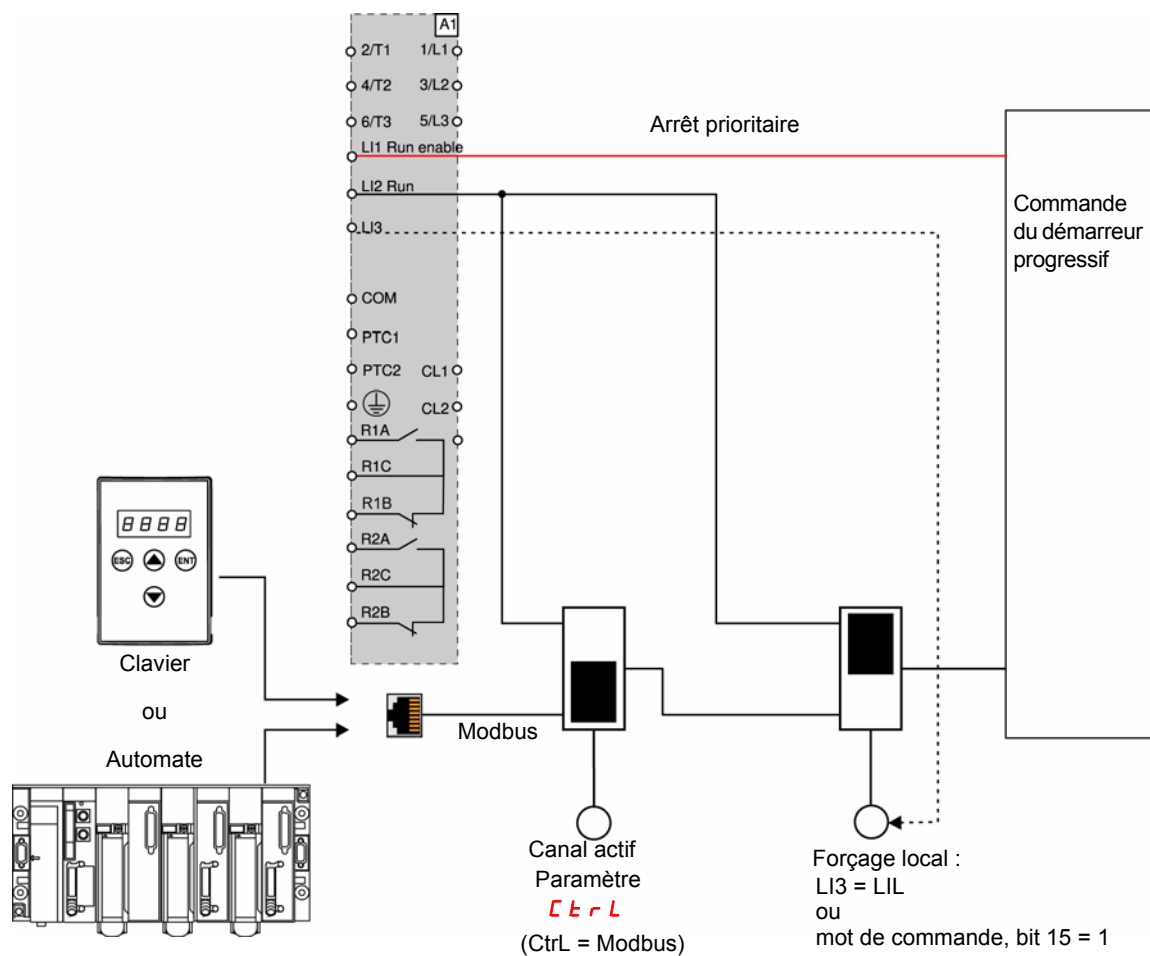 A1
2/T1 1/L1
4/T2 3/L2
6/T3 5/L3
LI1 Run enable
Arrêt prioritaire
LI2 Run
LI3
Commande
du démarreur
progressif
COM
PTC1
PTC2 CL1
CL2
R1A
R1C
R1B
R2A
R2C
R2B
8888
ESC
ENT
Clavier
ou
Automate
Modbus
Canal actif
Paramètre
CtrL
(CtrL = Modbus)
Forçage local :
LI3 = LIL
ou
mot de commande, bit 15 = 1